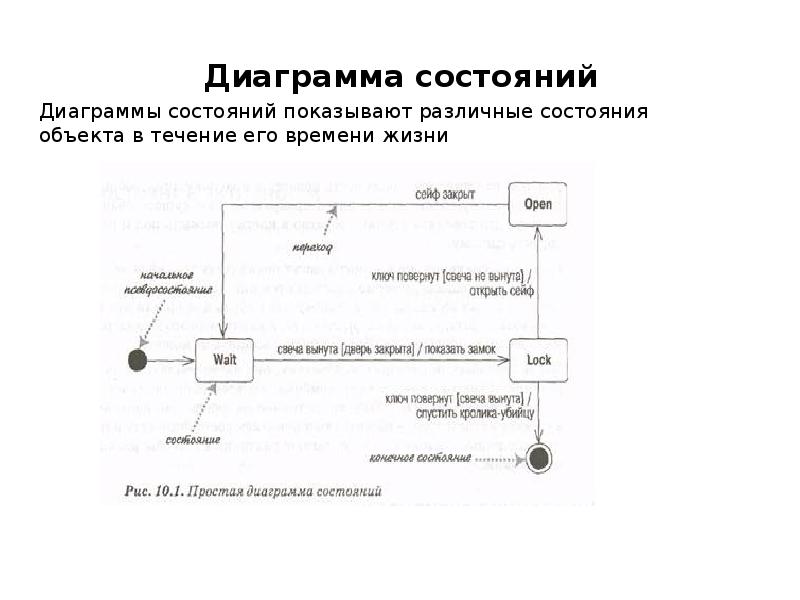 Диаграмма состояний
Диаграммы состояний показывают различные состояния
объекта в течение его времени жизни
сейф закрыт
Open
переход
начальное
псевдосостояние
ключ повернут [свеча не вынута] /
открыть сейф
Wait
свеча вынута [дверь закрыта] / показать замок
Lock
ключ повернут [свеча вынута] /
спустить кролика-убийцу
состояние
конечное состояние
Рис. 10.1. Простая диаграмма состояний